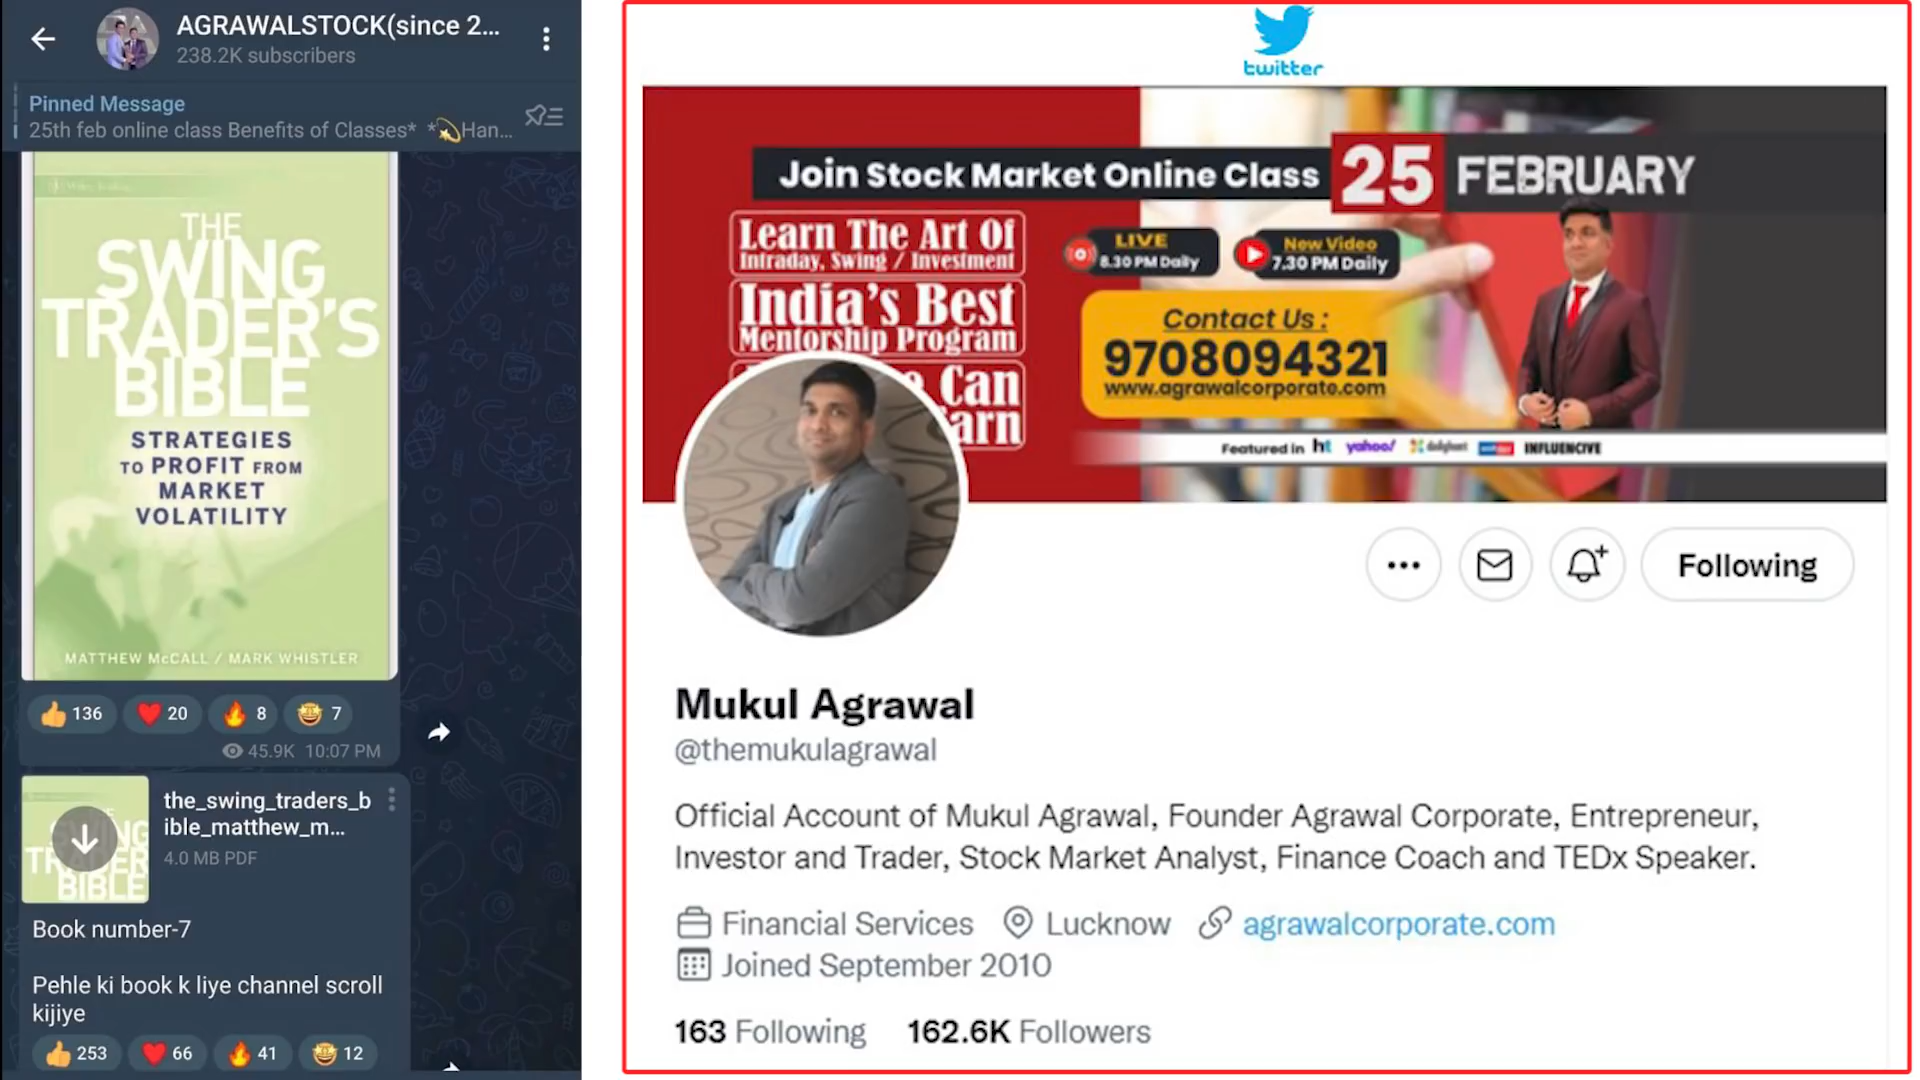 AGRAWALSTOCK(since 2...
238.2K subscribers
Pinned Message
25th feb online class Benefits of Classes* *💫Han...
THE
SWING
TRADER'S
BIBLE
STRATEGIES
TO PROFIT FROM
MARKET
VOLATILITY
MATTHEW McCALL / MARK WHISTLER
👍 136 ❤️ 20 🔥 8 🤩 7
45.9K 10:07 PM
the_swing_traders_b
ible_matthew_m...
4.0 MB PDF
SWING
TRADER
BIBLE
Book number-7
Pehle ki book k liye channel scroll
kijiye
👍 253 ❤️ 66 🔥 41 🤩 12
twitter
Join Stock Market Online Class 25 FEBRUARY
Learn The Art Of
Intraday, Swing / Investment
India's Best
Mentorship Program
Can
LIVE
8.30 PM Daily
New Video
7.30 PM Daily
Contact Us :
9708094321
www.agrawalcorporate.com
Featured in ht yahoo! dailyhunt INFLUENCIVE
Following
Mukul Agrawal
@themukulagrawal
Official Account of Mukul Agrawal, Founder Agrawal Corporate, Entrepreneur,
Investor and Trader, Stock Market Analyst, Finance Coach and TEDx Speaker.
Financial Services Lucknow agrawalcorporate.com
Joined September 2010
163 Following 162.6K Followers